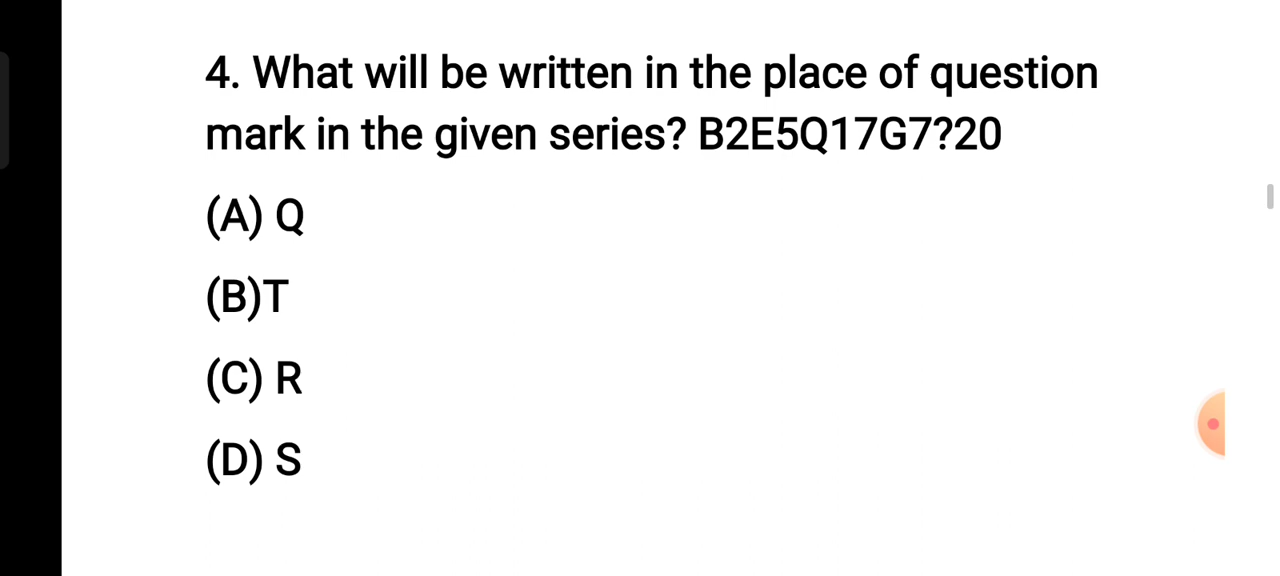 4. What will be written in the place of question
mark in the given series? B2E5Q17G7?20
(A) Q
(B)T
(C) R
(D) S